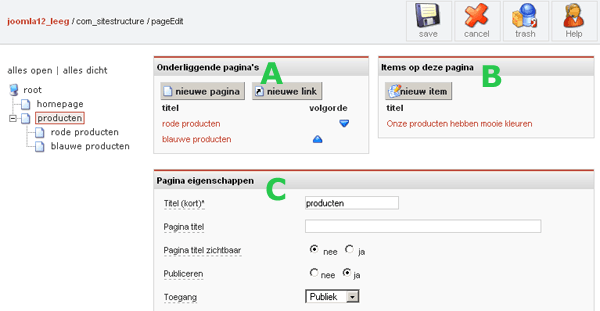 joomla12_leeg / com_sitestructure / pageEdit
save cancel trash Help
alles open | alles dicht
root
homepage
producten
rode producten
blauwe producten
Onderliggende pagina's
A
nieuwe pagina nieuwe link
titel volgorde
rode producten
blauwe producten
Items op deze pagina
B
nieuw item
titel
Onze producten hebben mooie kleuren
Pagina eigenschappen
C
Titel (kort)* producten
Pagina titel
Pagina titel zichtbaar nee ja
Publiceren nee ja
Toegang Publiek